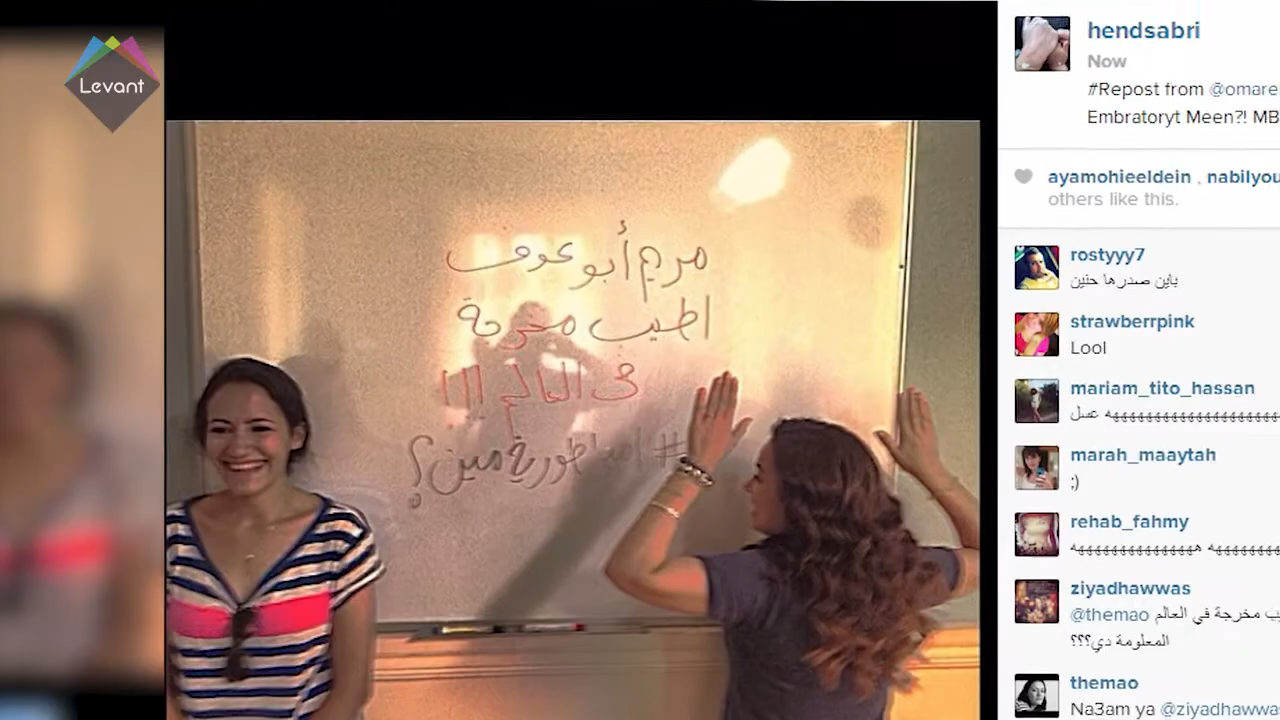 Levant
مريم أبو عوف
اطيب مخرجة
في العالم !!!
# امبراطورية مين؟
hendsabri
Now
#Repost from @omare
Embratoryt Meen?! MB
ayamohieeldein , nabilyou
others like this.
rostyyy7
باين صدرها حنين
strawberrpink
Lool
mariam_tito_hassan
عسل
marah_maaytah
;)
rehab_fahmy
ziyadhawwas
@themao ب مخرجة في العالم
المعلومة دي؟؟؟
themao
Na3am ya @ziyadhawwa